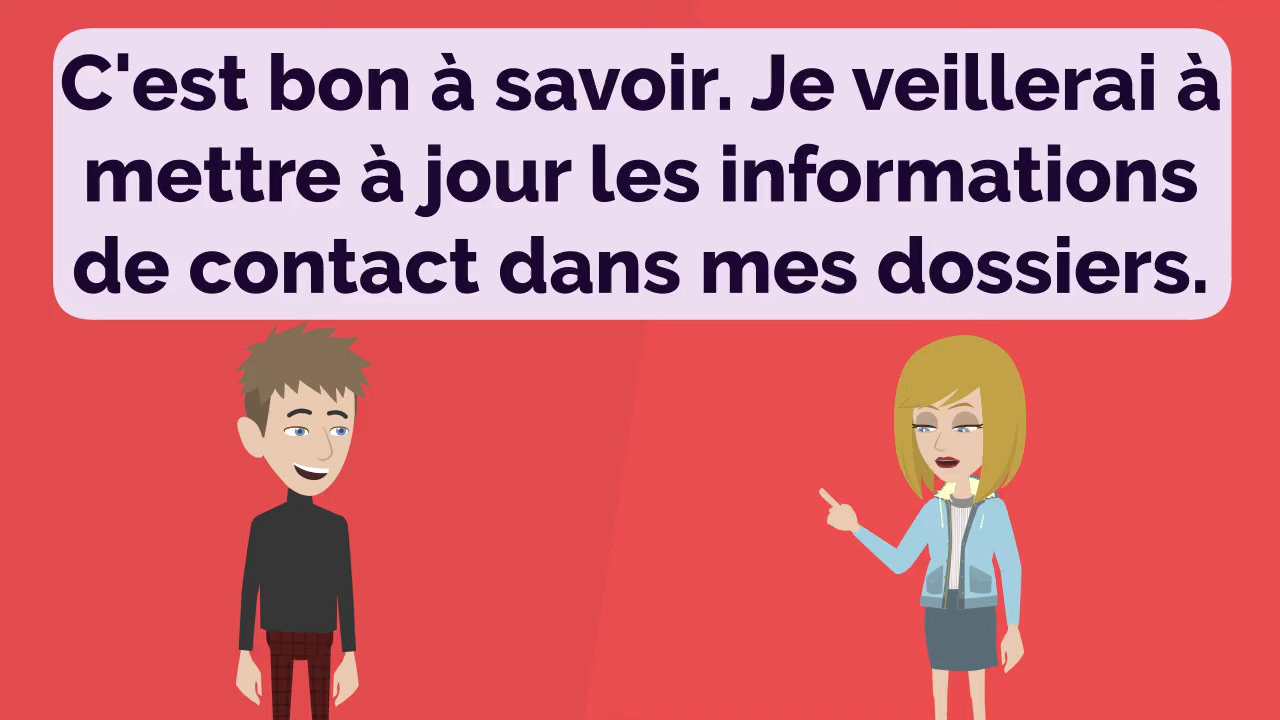 C'est bon à savoir. Je veillerai à
mettre à jour les informations
de contact dans mes dossiers.